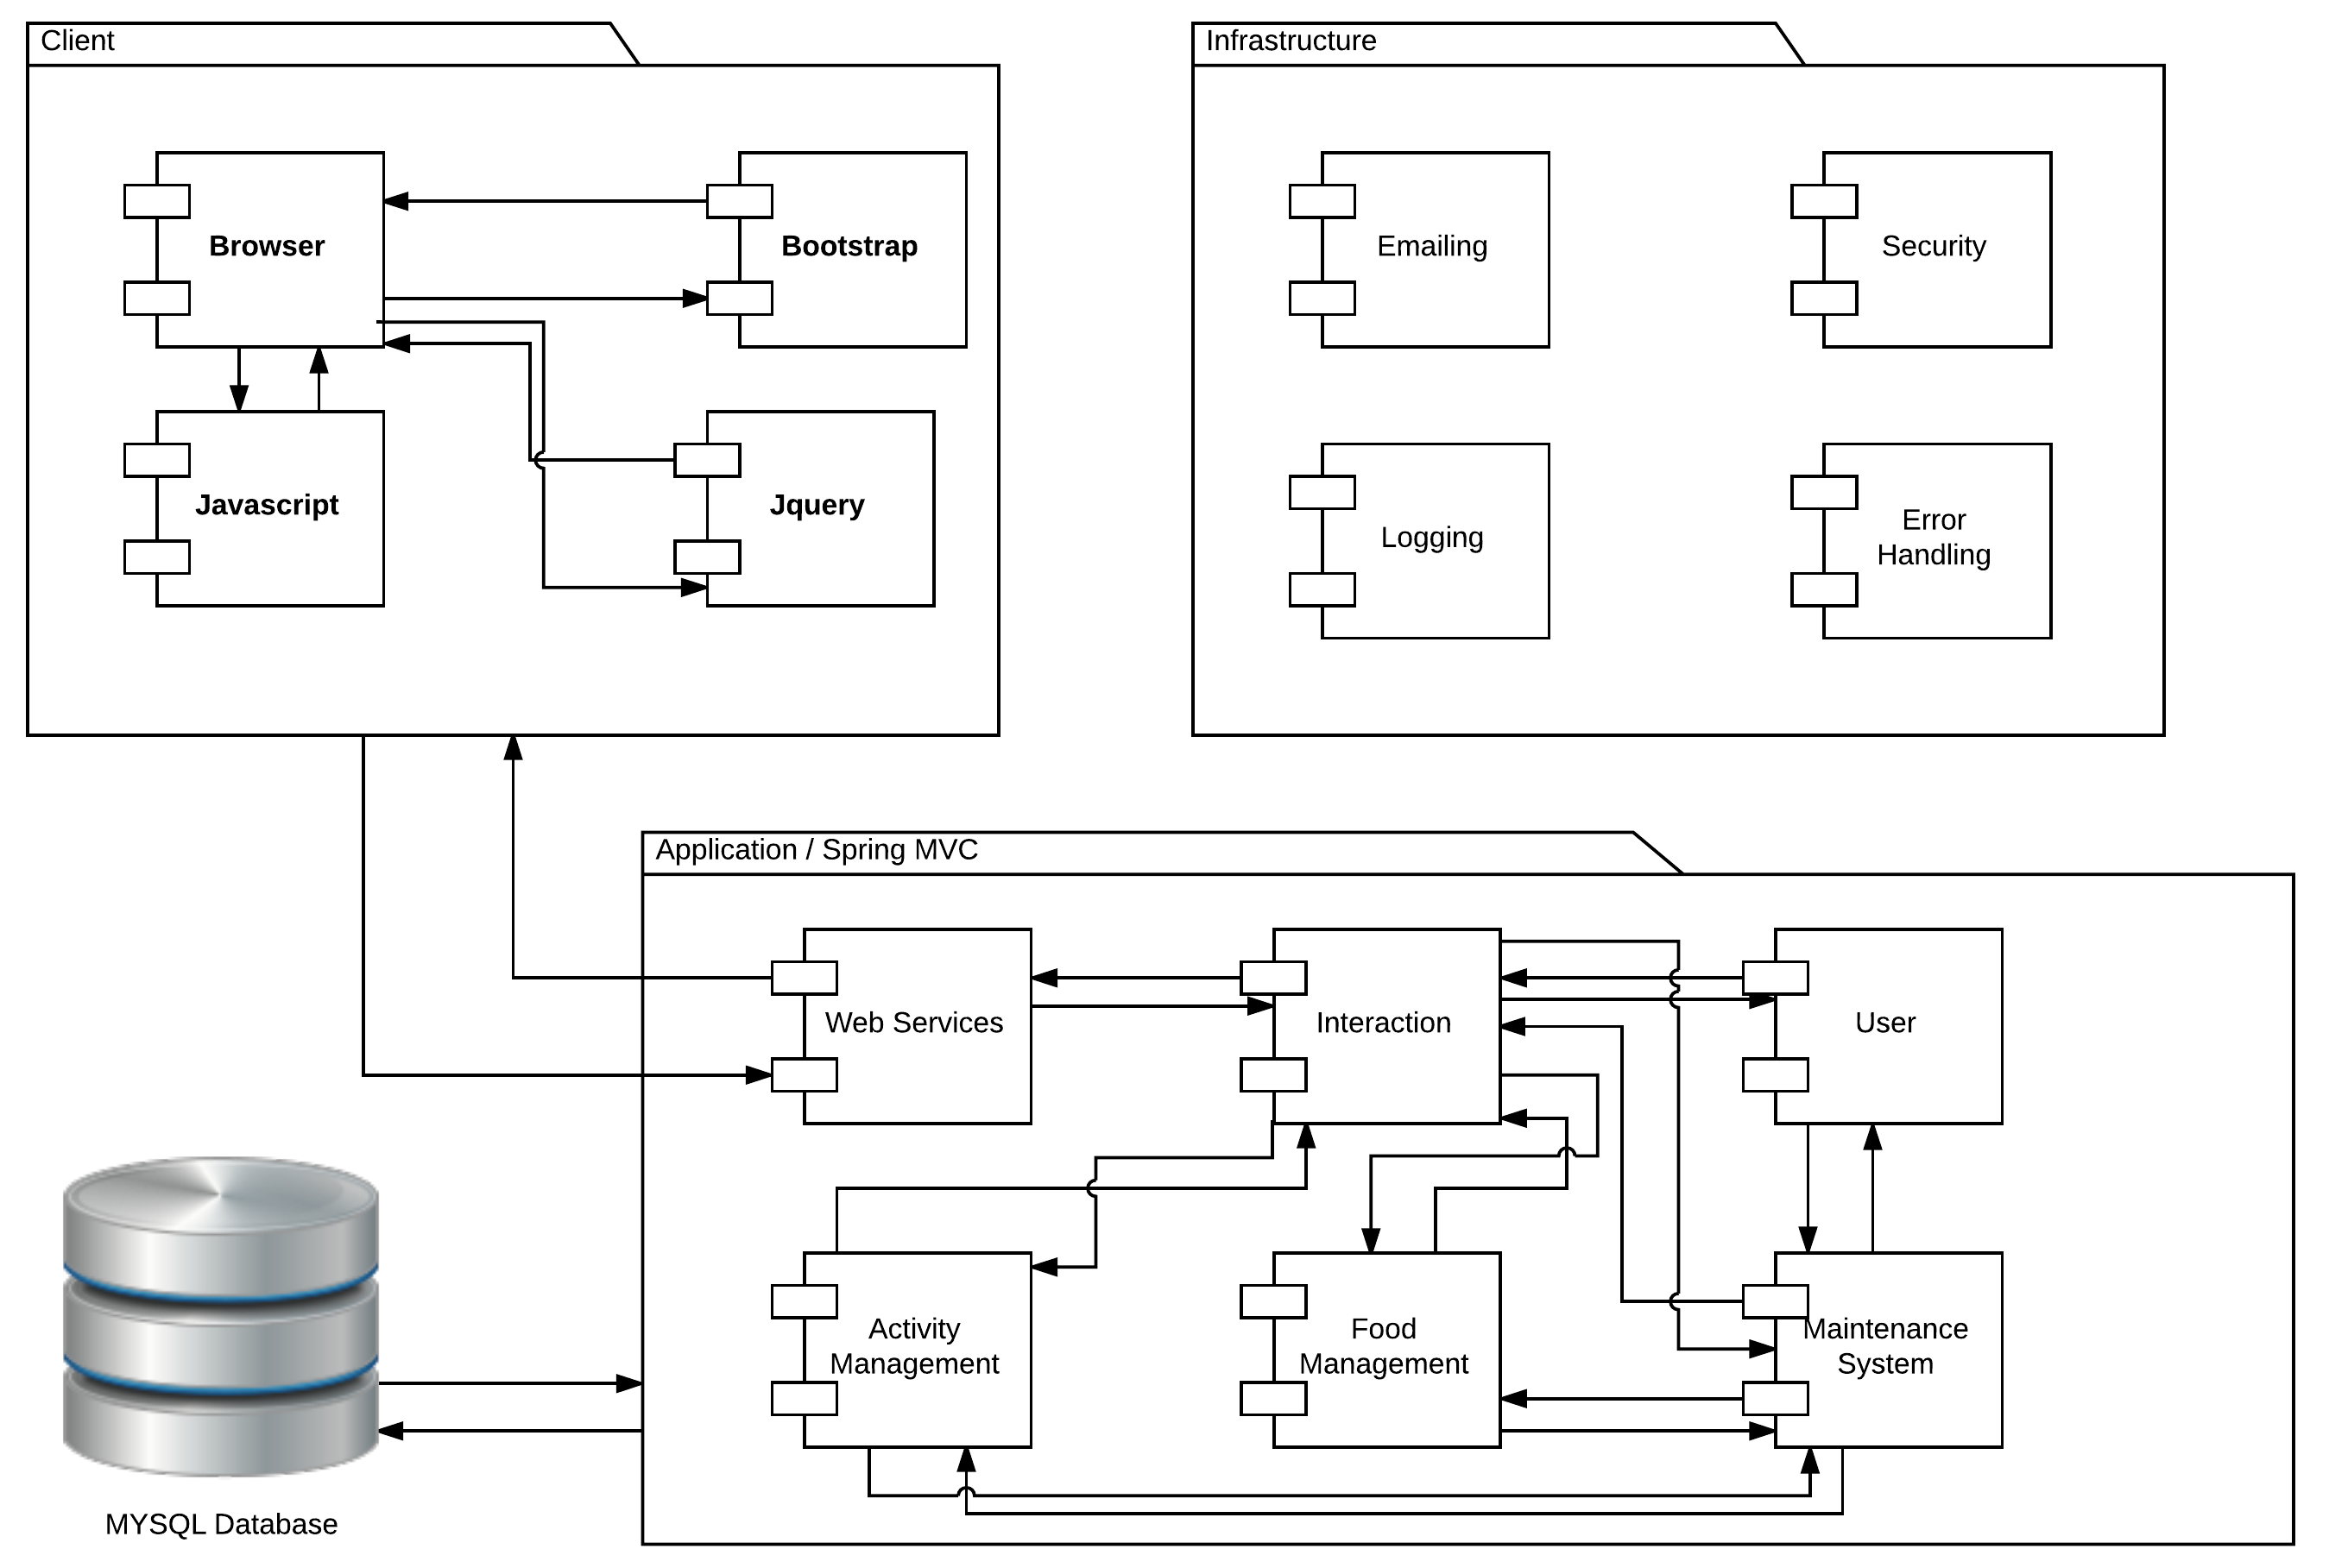 Client
Infrastructure
Browser
Bootstrap
Emailing
Security
Javascript
Jquery
Logging
Error
Handling
Application / Spring MVC
Web Services
Interaction
User
Activity
Management
Food
Management
Maintenance
System
MYSQL Database